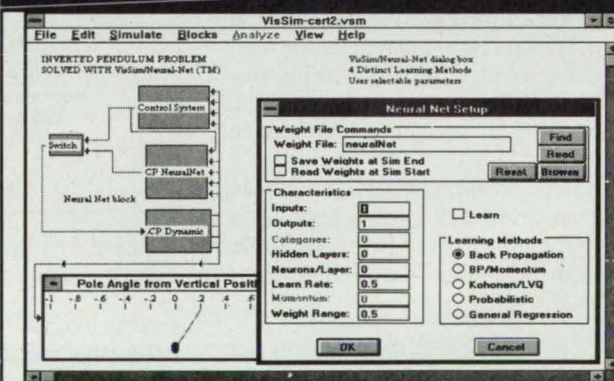 VisSim-cart2.vsm
File Edit Simulate Blocks Analyze View Help
INVERTED PENDULUM PROBLEM
SOLVED WITH VisSim/Neural-Net (TM)
VisSim/Neural-Net dialog box
4 Distinct Learning Methods
User selectable parameters
Control System
Switch
CP NeuralNet
Neural Net block
CP Dynamic
Pole Angle from Vertical Positi
-1 -.8 -.6 -.4 -.2 0 .2 .4 .6
Neural Net Setup
Weight File Commands
Weight File: neuralNet
Find
Save Weights at Sim End
Read
Read Weights at Sim Start
Reset Browse
Characteristics
Inputs: 1
Outputs: 1
Categories: 0
Hidden Layers: 0
Neurons/Layer: 0
Learn Rate: 0.5
Momentum: 0
Weight Range: 0.5
Learn
Learning Methods
Back Propagation
BP/Momentum
Kohonen/LVQ
Probabilistic
General Regression
OK
Cancel